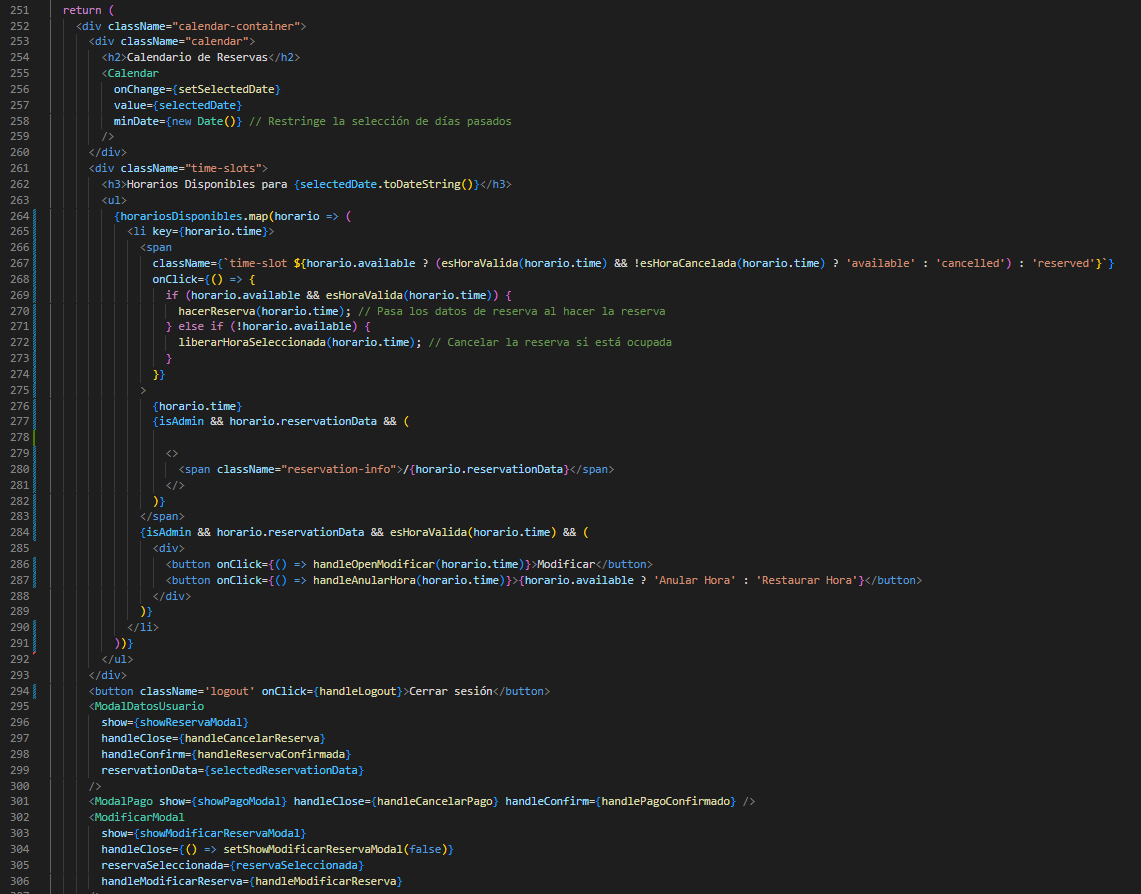 251 return (
252 <div className="calendar-container">
253 <div className="calendar">
254 <h2>Calendario de Reservas</h2>
255 <Calendar
256 onChange={setSelectedDate}
257 value={selectedDate}
258 minDate={new Date()} // Restringe la selección de días pasados
259 />
260 </div>
261 <div className="time-slots">
262 <h3>Horarios Disponibles para {selectedDate.toDateString()}</h3>
263 <ul>
264 {horariosDisponibles.map(horario => (
265 <li key={horario.time}>
266 <span
267 className={`time-slot ${horario.available ? (esHoraValida(horario.time) && !esHoraCancelada(horario.time) ? 'available' : 'cancelled') : 'reserved'}`}
268 onClick={() => {
269 if (horario.available && esHoraValida(horario.time)) {
270 hacerReserva(horario.time); // Pasa los datos de reserva al hacer la reserva
271 } else if (!horario.available) {
272 liberarHoraSeleccionada(horario.time); // Cancelar la reserva si está ocupada
273 }
274 }}
275 >
276 {horario.time}
277 {isAdmin && horario.reservationData && (
278
279 <>
280 <span className="reservation-info">/{horario.reservationData}</span>
281 </>
282 )}
283 </span>
284 {isAdmin && horario.reservationData && esHoraValida(horario.time) && (
285 <div>
286 <button onClick={() => handleOpenModificar(horario.time)}>Modificar</button>
287 <button onClick={() => handleAnularHora(horario.time)}>{horario.available ? 'Anular Hora' : 'Restaurar Hora'}</button>
288 </div>
289 )}
290 </li>
291 ))}
292 </ul>
293 </div>
294 <button className='logout' onClick={handleLogout}>Cerrar sesión</button>
295 <ModalDatosUsuario
296 show={showReservaModal}
297 handleClose={handleCancelarReserva}
298 handleConfirm={handleReservaConfirmada}
299 reservationData={selectedReservationData}
300 />
301 <ModalPago show={showPagoModal} handleClose={handleCancelarPago} handleConfirm={handlePagoConfirmado} />
302 <ModificarModal
303 show={showModificarReservaModal}
304 handleClose={() => setShowModificarReservaModal(false)}
305 reservaSeleccionada={reservaSeleccionada}
306 handleModificarReserva={handleModificarReserva}